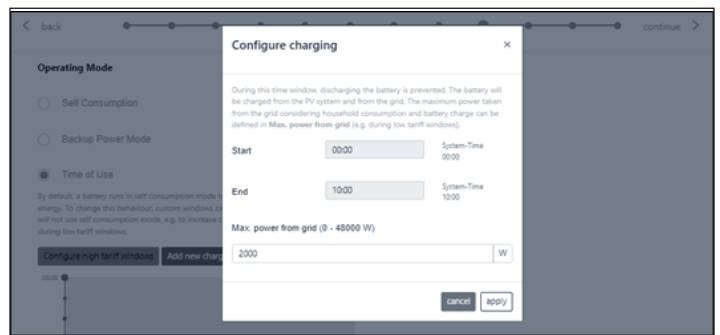 back
continue
Operating Mode
Self Consumption
Backup Power Mode
Time of Use
By default, a battery runs in self consumption mode
energy. To change this behaviour, custom windows
will not use self consumption mode, e.g. to increase
during low tariff windows.
Configure high tariff windows
Add new
00:00
Configure charging
×
During this time window, discharging the battery is prevented. The battery will
be charged from the PV system and from the grid. The maximum power taken
from the grid considering household consumption and battery charge can be
defined in Max. power from grid (e.g. during low tariff windows).
Start
00:00
System-Time
00:00
End
10:00
System-Time
10:00
Max. power from grid (0 - 48000 W)
2000
W
cancel
apply